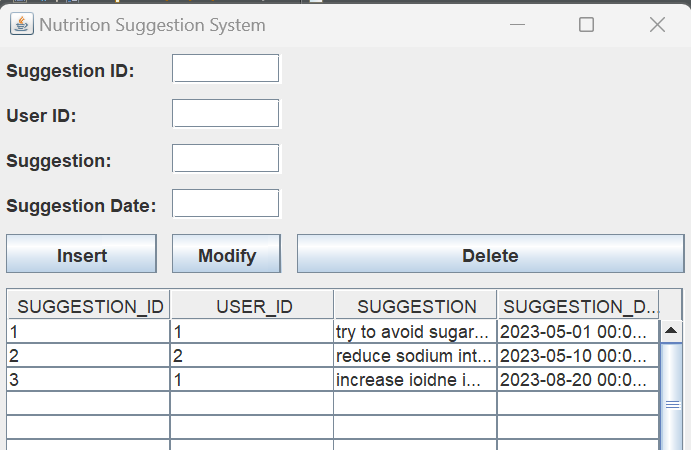 Nutrition Suggestion System
Suggestion ID:
User ID:
Suggestion:
Suggestion Date:
Insert Modify Delete
SUGGESTION_ID USER_ID SUGGESTION SUGGESTION_D...
1 1 try to avoid sugar... 2023-05-01 00:0...
2 2 reduce sodium int... 2023-05-10 00:0...
3 1 increase ioidne i... 2023-08-20 00:0...